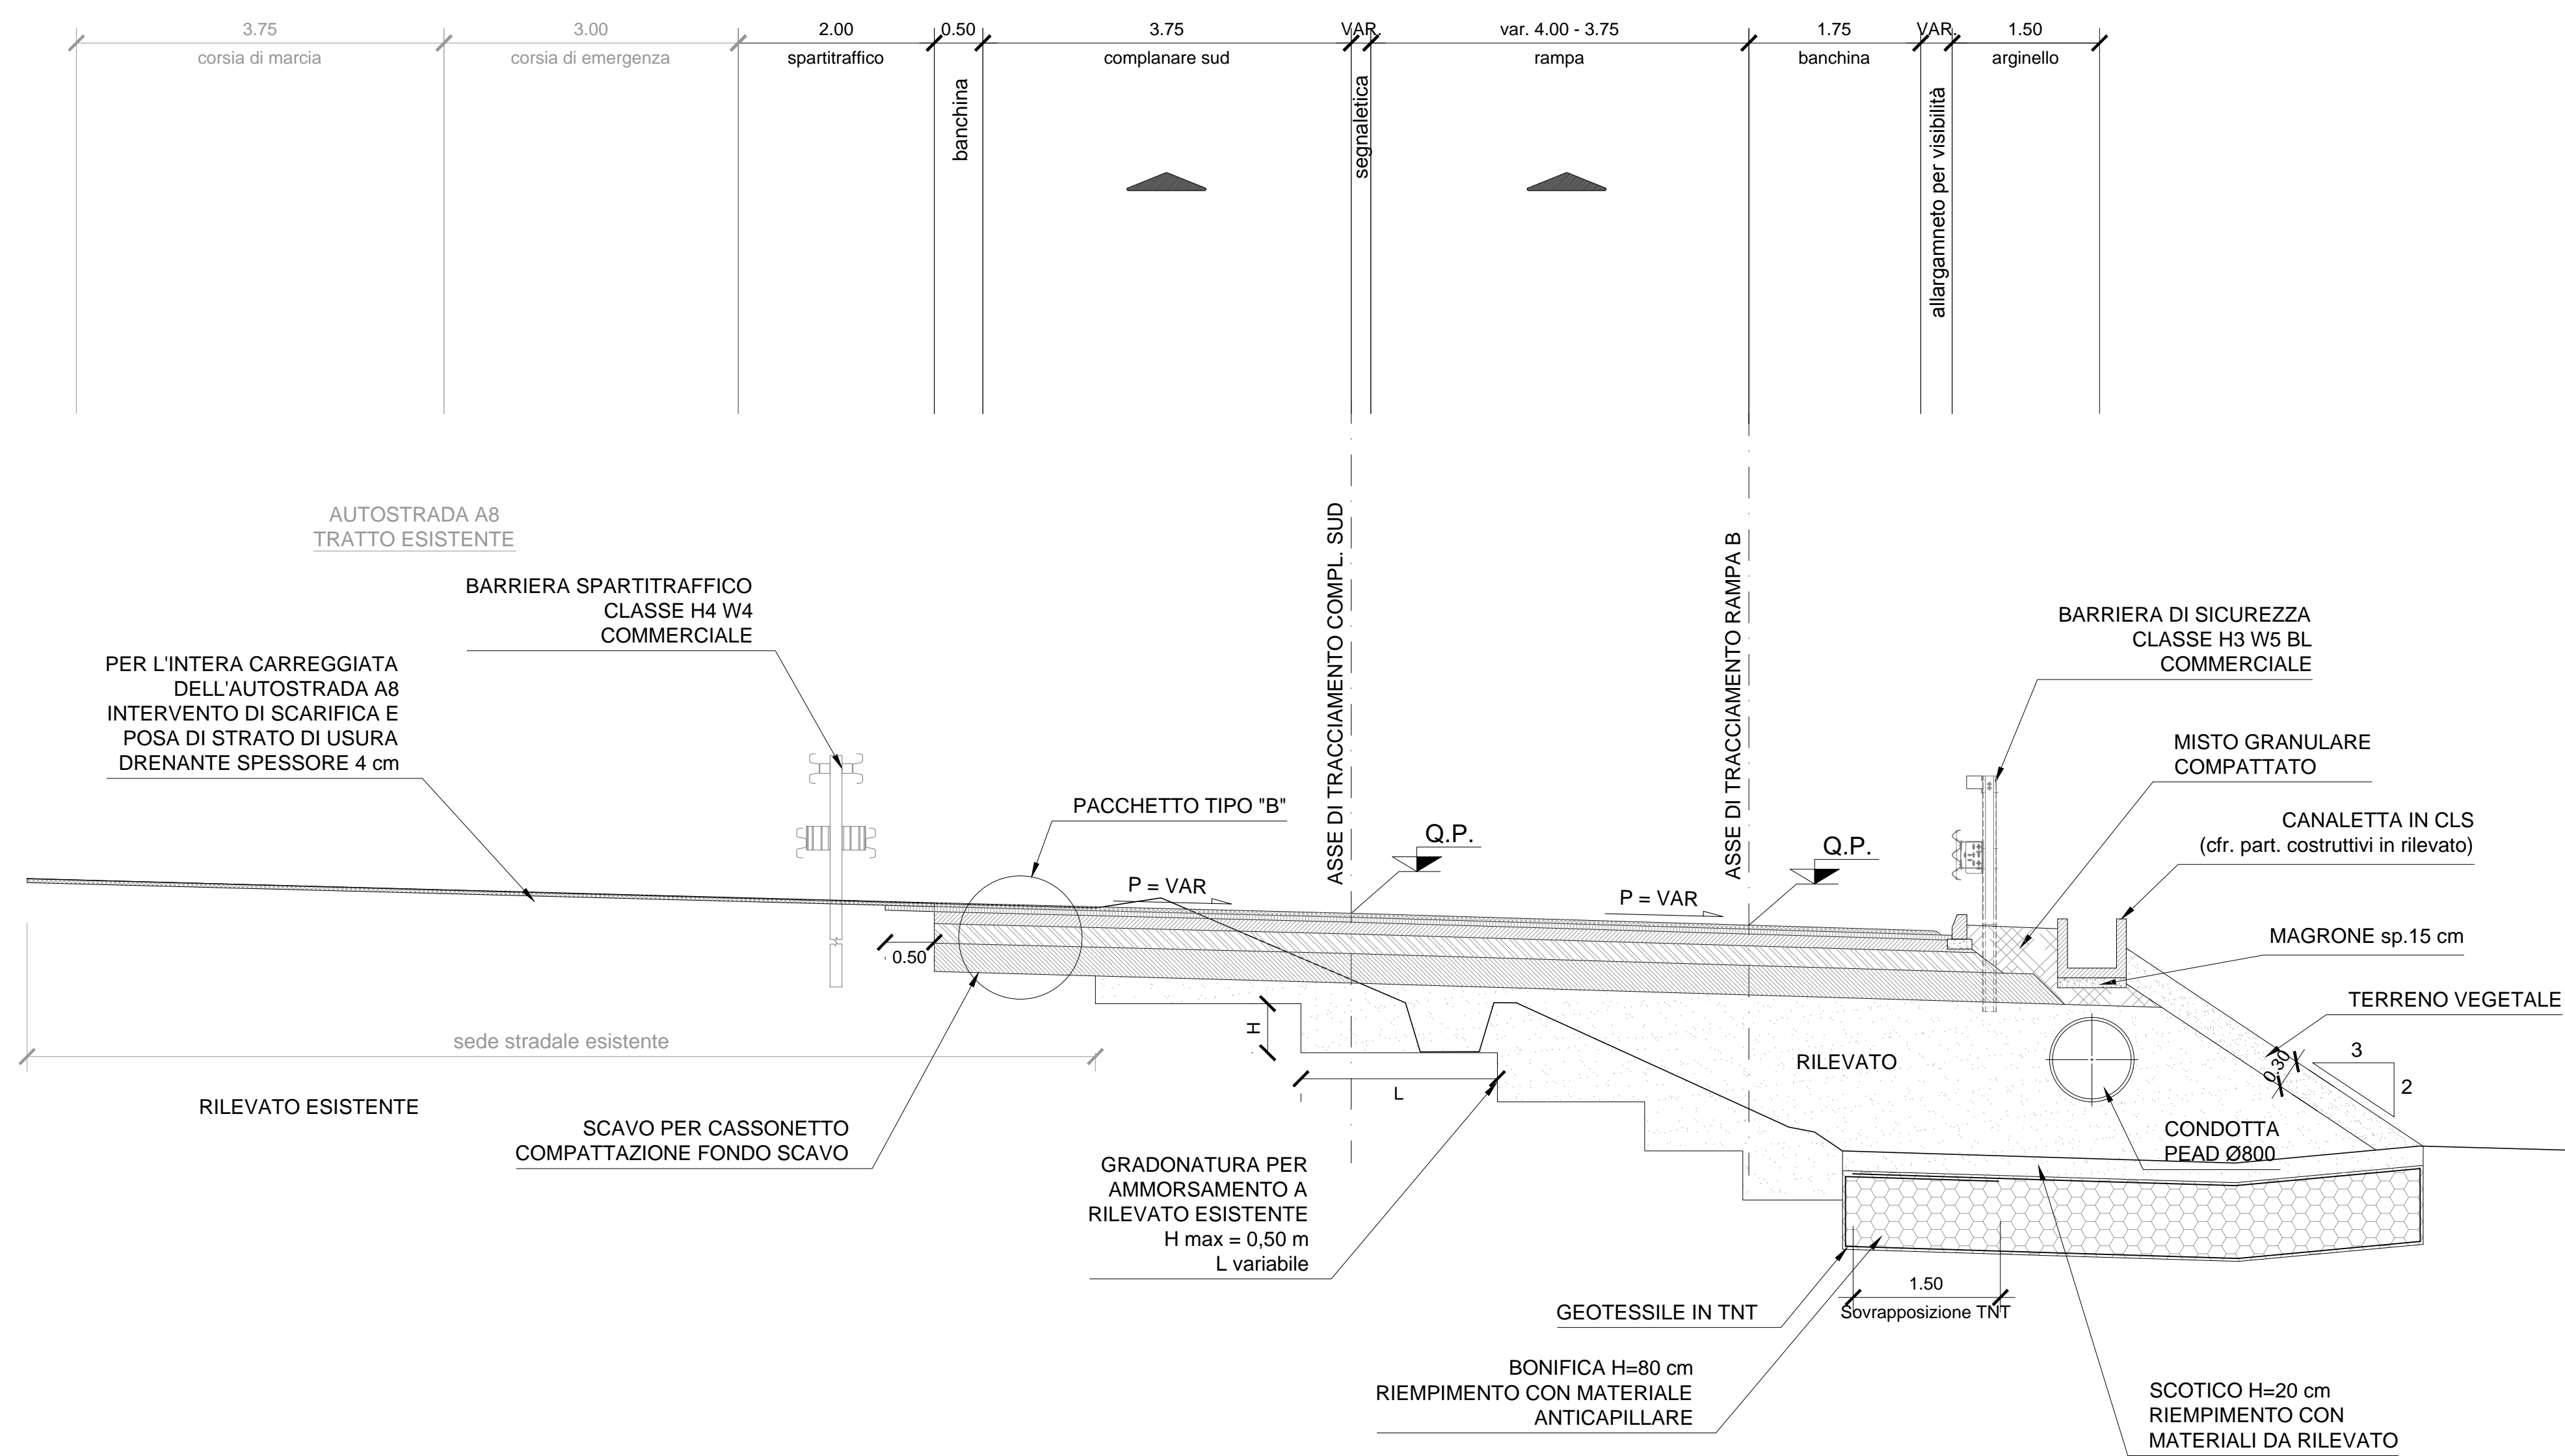 3.75
3.00
2.00
0.50
3.75
VAR.
var. 4.00 - 3.75
1.75
VAR.
1.50
corsia di marcia
corsia di emergenza
spartitraffico
banchina
complanare sud
segnaletica
rampa
banchina
allargamneto per visibilità
arginello
AUTOSTRADA A8
TRATTO ESISTENTE
BARRIERA SPARTITRAFFICO
CLASSE H4 W4
COMMERCIALE
PER L'INTERA CARREGGIATA
DELL'AUTOSTRADA A8
INTERVENTO DI SCARIFICA E
POSA DI STRATO DI USURA
DRENANTE SPESSORE 4 cm
PACCHETTO TIPO "B"
ASSE DI TRACCIAMENTO COMPL. SUD
ASSE DI TRACCIAMENTO RAMPA B
Q.P.
Q.P.
P = VAR
P = VAR
BARRIERA DI SICUREZZA
CLASSE H3 W5 BL
COMMERCIALE
MISTO GRANULARE
COMPATTATO
CANALETTA IN CLS
(cfr. part. costruttivi in rilevato)
MAGRONE sp.15 cm
TERRENO VEGETALE
0.50
H
L
sede stradale esistente
RILEVATO ESISTENTE
RILEVATO
0.30
3
2
SCAVO PER CASSONETTO
COMPATTAZIONE FONDO SCAVO
GRADONATURA PER
AMMORSAMENTO A
RILEVATO ESISTENTE
H max = 0,50 m
L variabile
CONDOTTA
PEAD Ø800
1.50
Sovrapposizione TNT
GEOTESSILE IN TNT
BONIFICA H=80 cm
RIEMPIMENTO CON MATERIALE
ANTICAPILLARE
SCOTICO H=20 cm
RIEMPIMENTO CON
MATERIALI DA RILEVATO